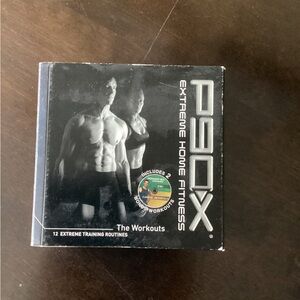 P90X®
EXTREME HOME FITNESS
INCLUDES 2
BONUS WORKOUTS
The Workouts
12 EXTREME TRAINING ROUTINES